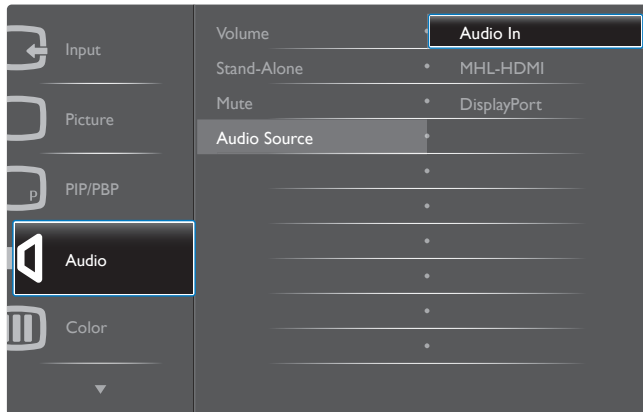 Input
Picture
P
PIP/PBP
Audio
Color
Volume
Stand-Alone
Mute
Audio Source
Audio In
MHL-HDMI
DisplayPort